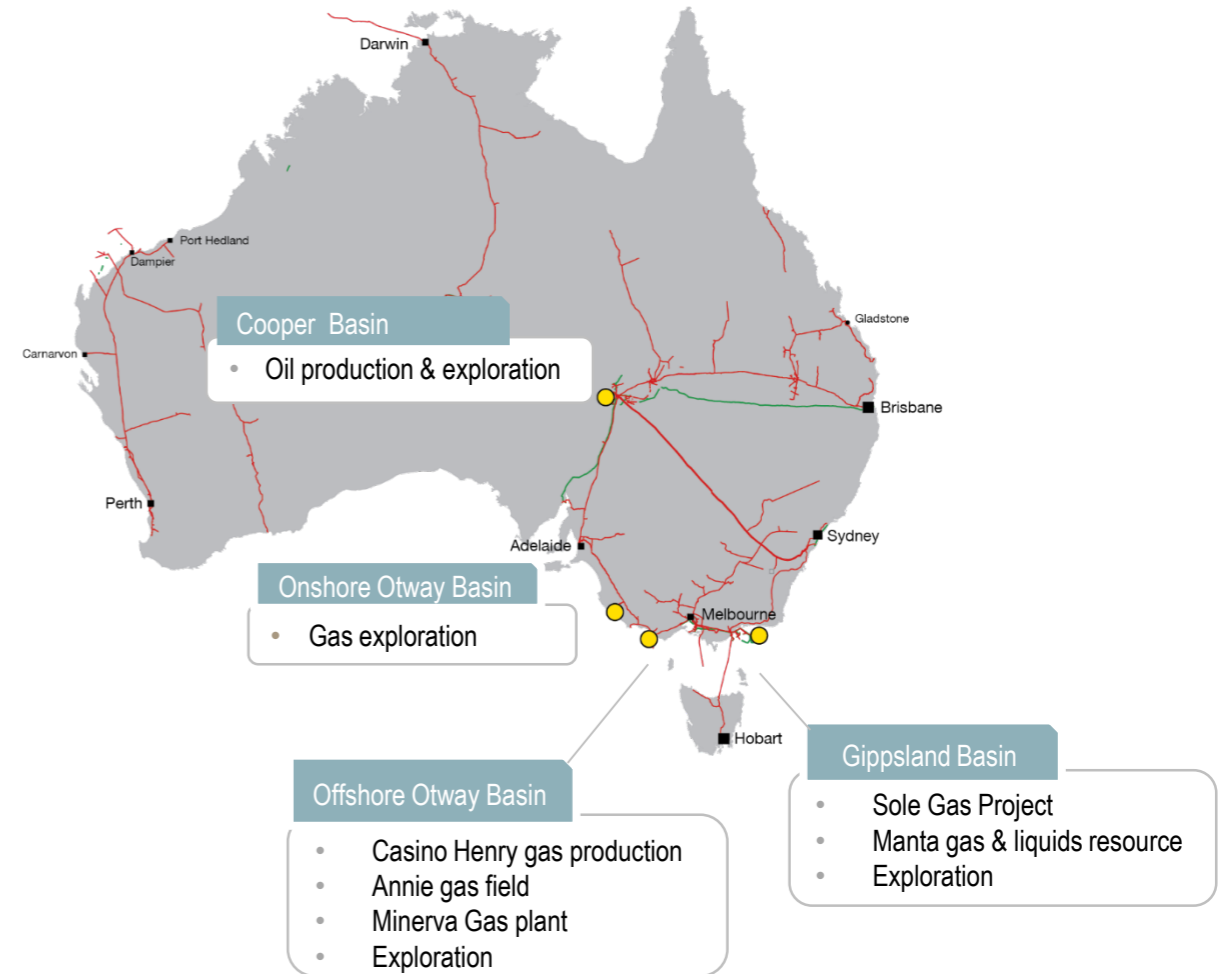 Darwin
Port Hedland
Dampier
Cooper Basin
Gladstone
Carnarvon
• Oil production & exploration
Brisbane
Perth
Sydney
Adelaide
Onshore Otway Basin
Melbourne
• Gas exploration
Hobart
Gippsland Basin
Offshore Otway Basin
• Sole Gas Project
• Manta gas & liquids resource
• Exploration
• Casino Henry gas production
• Annie gas field
• Minerva Gas plant
• Exploration